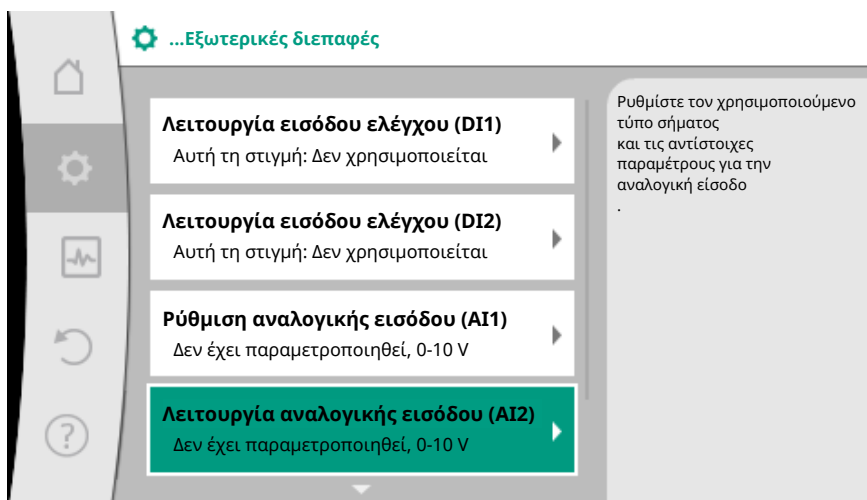 ...Εξωτερικές διεπαφές
Λειτουργία εισόδου ελέγχου (DI1)
Αυτή τη στιγμή: Δεν χρησιμοποιείται
Λειτουργία εισόδου ελέγχου (DI2)
Αυτή τη στιγμή: Δεν χρησιμοποιείται
Ρύθμιση αναλογικής εισόδου (AI1)
Δεν έχει παραμετροποιηθεί, 0-10 V
Λειτουργία αναλογικής εισόδου (AI2)
Δεν έχει παραμετροποιηθεί, 0-10 V
Ρυθμίστε τον χρησιμοποιούμενο
τύπο σήματος
και τις αντίστοιχες
παραμέτρους για την
αναλογική είσοδο
.
?